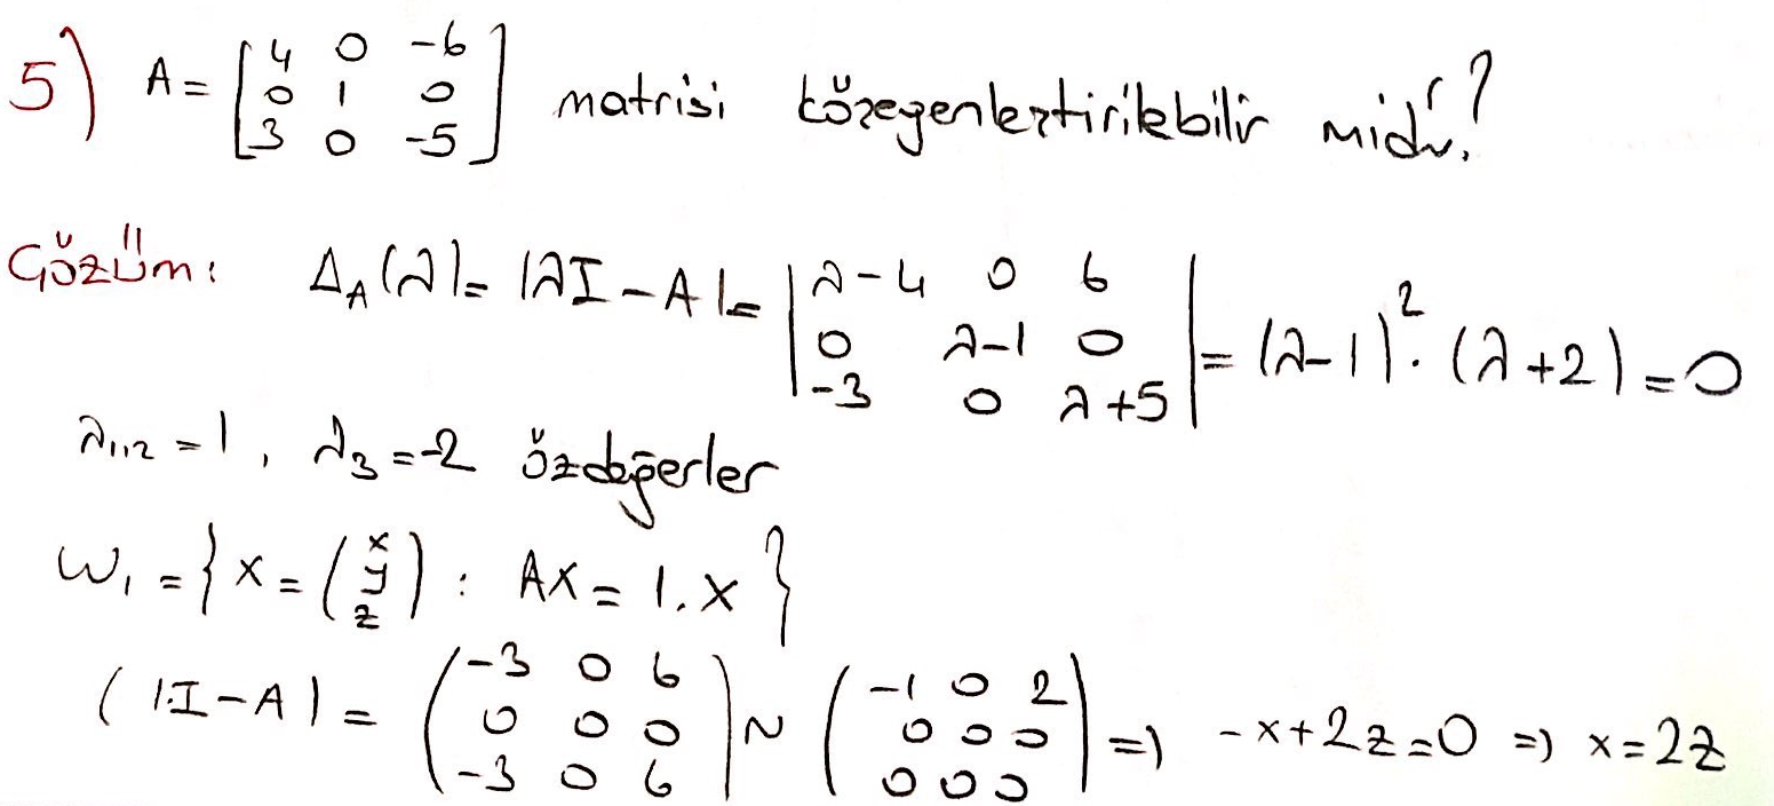 5) A = [4 0 -6; 0 1 0; 3 0 -5] matrisi köşegenleştirilebilir midir?
Çözüm: Δ_A(λ) = |λI - A| = |λ-4 0 6; 0 λ-1 0; -3 0 λ+5| = (λ-1)². (λ+2) = 0
λ₁,₂ = 1, λ₃ = -2 özdeğerler
W₁ = { X = (x; y; z) : AX = 1.X }
(1.I - A) = (-3 0 6; 0 0 0; -3 0 6) ~ (-1 0 2; 0 0 0; 0 0 0) ⇒ -x+2z=0 ⇒ x=2z